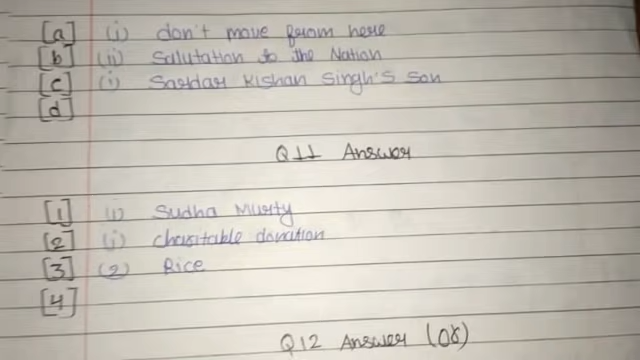 [a] (i) don't move from here
[b] (ii) Salutation to the Nation
[c] (i) Sardar Kishan Singh's Son
[d]
Q11 Answer
[1] (i) Sudha Murty
[2] (i) charitable donation
[3] (2) Rice
[4]
Q12 Answer (OR)